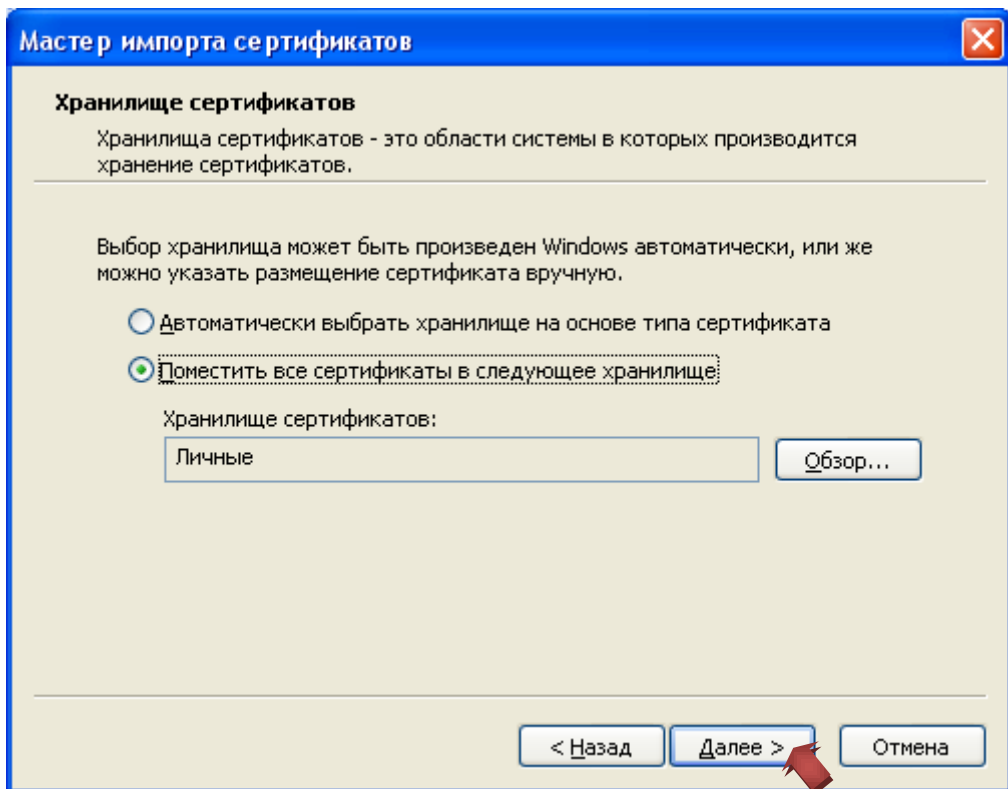 Мастер импорта сертификатов
Хранилище сертификатов
Хранилища сертификатов - это области системы в которых производится
хранение сертификатов.
Выбор хранилища может быть произведен Windows автоматически, или же
можно указать размещение сертификата вручную.
Автоматически выбрать хранилище на основе типа сертификата
Поместить все сертификаты в следующее хранилище
Хранилище сертификатов:
Личные
Обзор...
< Назад
Далее >
Отмена